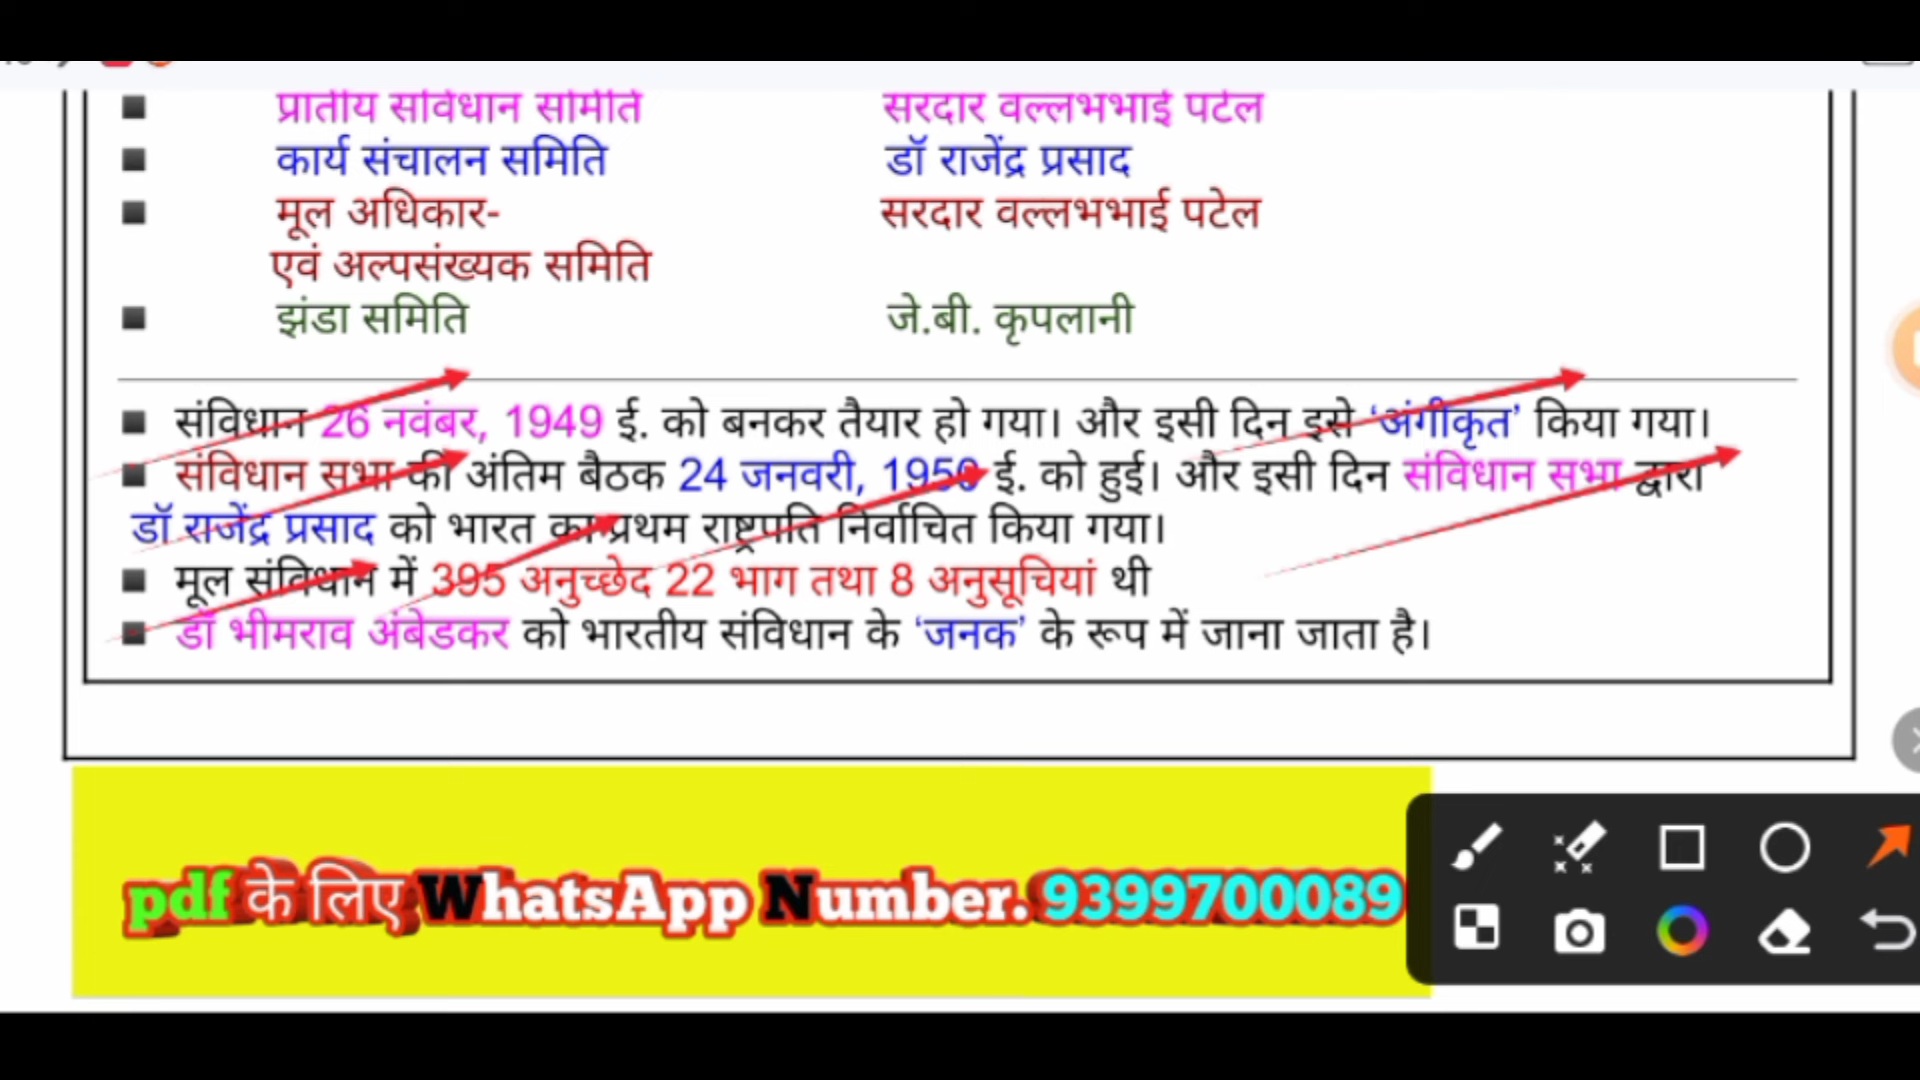 प्रांतीय संविधान समिति सरदार वल्लभभाई पटेल
कार्य संचालन समिति डॉ राजेंद्र प्रसाद
मूल अधिकार- सरदार वल्लभभाई पटेल
एवं अल्पसंख्यक समिति
झंडा समिति जे.बी. कृपलानी
संविधान 26 नवंबर, 1949 ई. को बनकर तैयार हो गया। और इसी दिन इसे ‘अंगीकृत’ किया गया।
संविधान सभा की अंतिम बैठक 24 जनवरी, 1950 ई. को हुई। और इसी दिन संविधान सभा द्वारा
डॉ राजेंद्र प्रसाद को भारत का प्रथम राष्ट्रपति निर्वाचित किया गया।
मूल संविधान में 395 अनुच्छेद 22 भाग तथा 8 अनुसूचियां थी
डॉ भीमराव अंबेडकर को भारतीय संविधान के ‘जनक’ के रूप में जाना जाता है।
pdf के लिए WhatsApp Number. 9399700089